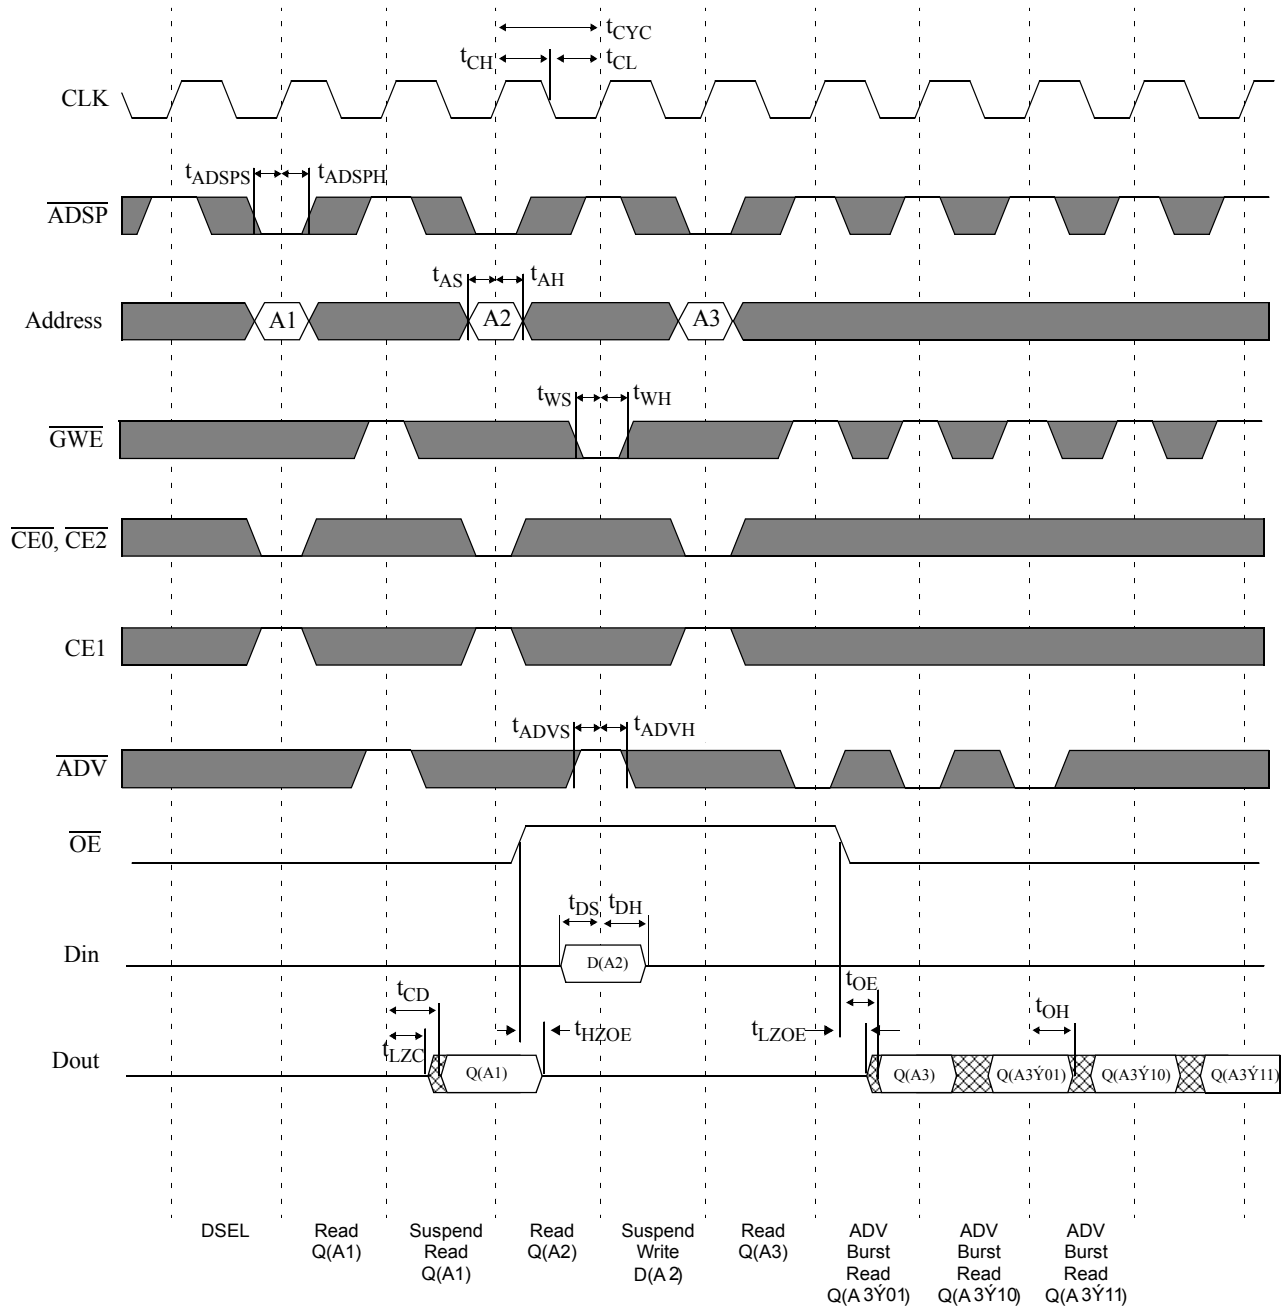 tCYC
tCH tCL
CLK
tADSPS tADSPH
ADSP
tAS tAH
Address A1 A2 A3
tWS tWH
GWE
CE0, CE2
CE1
tADVS tADVH
ADV
OE
tDS tDH
Din D(A2)
tCD tOE tOH
tHZOE tLZOE
tLZC
Dout Q(A1) Q(A3) Q(A3Ý01) Q(A3Ý10) Q(A3Ý11)
DSEL Read Suspend Read Suspend Read ADV ADV ADV
Q(A1) Read Q(A2) Write Q(A3) Burst Burst Burst
Q(A1) D(A2) Read Read Read
Q(A3Ý01) Q(A3Ý10) Q(A3Ý11)